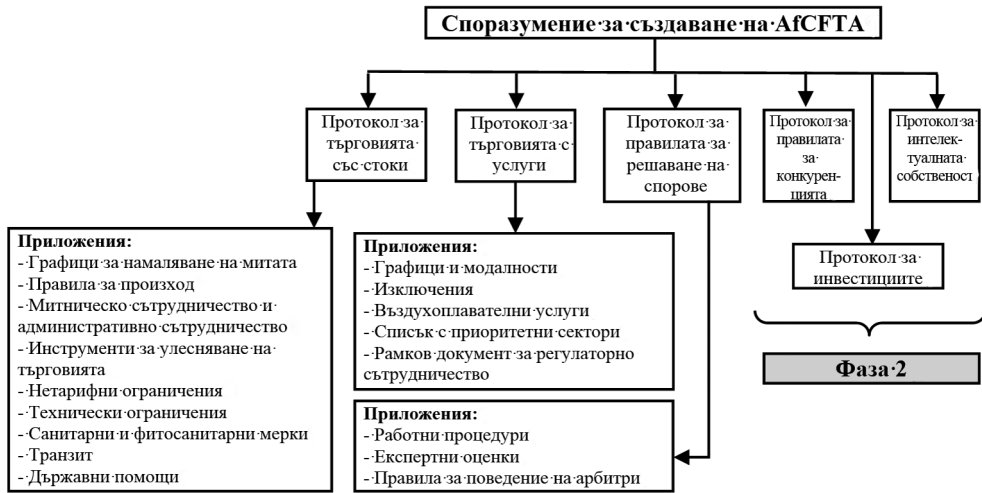 Споразумение за създаване на AfCFTA
Протокол за
търговията
със стоки
Протокол за
търговията с
услуги
Протокол за
правилата за
решаване на
спорове
Протокол за
правилата
за
конкурен-
цията
Протокол за
интелек-
туалната
собственост
Протокол за
инвестициите
Фаза 2
Приложения:
- Графици за намаляване на митата
- Правила за произход
- Митническо сътрудничество и
административно сътрудничество
- Инструменти за улесняване на
търговията
- Нетарифни ограничения
- Технически ограничения
- Санитарни и фитосанитарни мерки
- Транзит
- Държавни помощи
Приложения:
- Графици и модалности
- Изключения
- Въздухоплавателни услуги
- Списък с приоритетни сектори
- Рамков документ за регулаторно
сътрудничество
Приложения:
- Работни процедури
- Експертни оценки
- Правила за поведение на арбитри